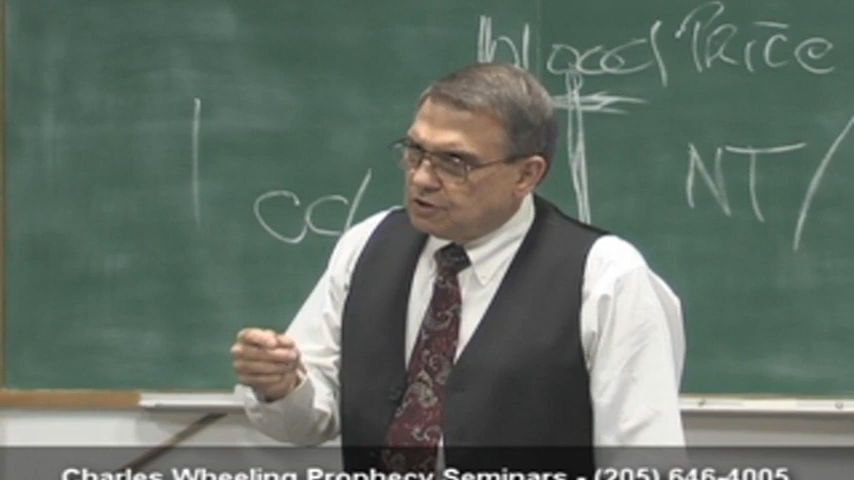 blood Price
NT/
Charles Wheeling Prophecy Seminars - (205) 646-4005